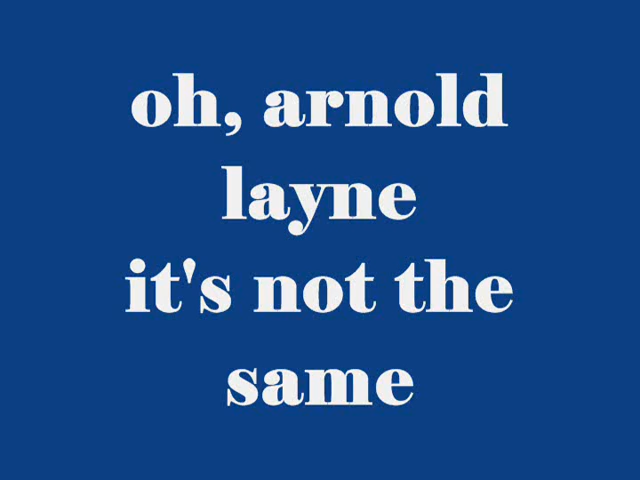 oh, arnold
layne
it's not the
same